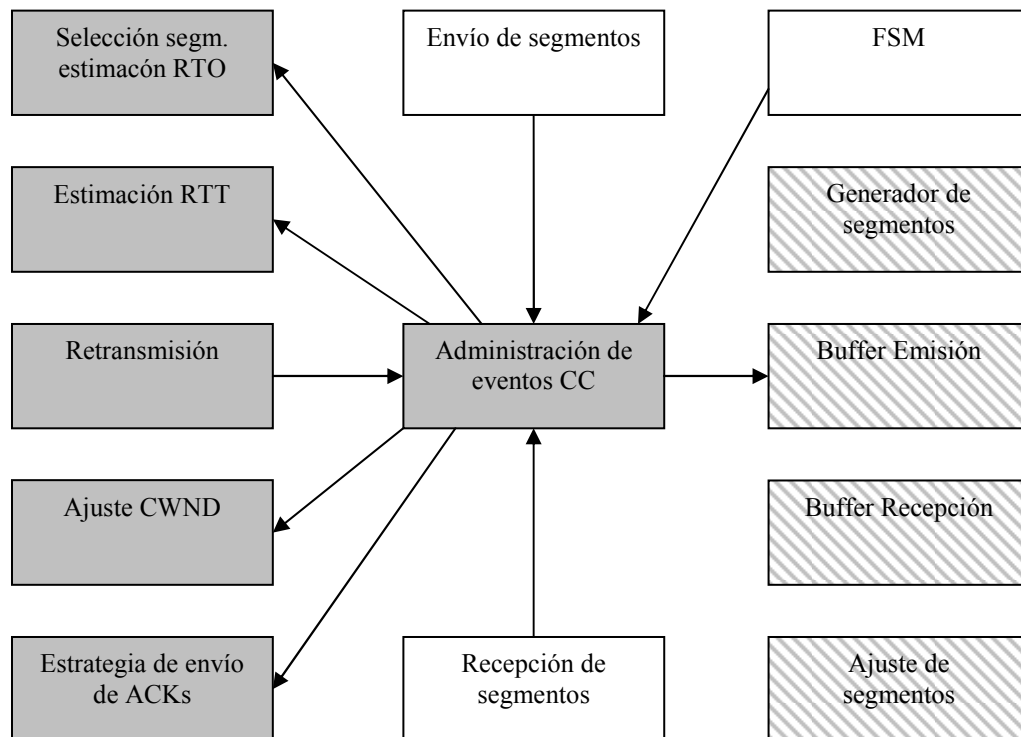 Selección segm.
estimacón RTO
Envío de segmentos
FSM
Estimación RTT
Generador de
segmentos
Retransmisión
Administración de
eventos CC
Buffer Emisión
Ajuste CWND
Buffer Recepción
Estrategia de envío
de ACKs
Recepción de
segmentos
Ajuste de
segmentos